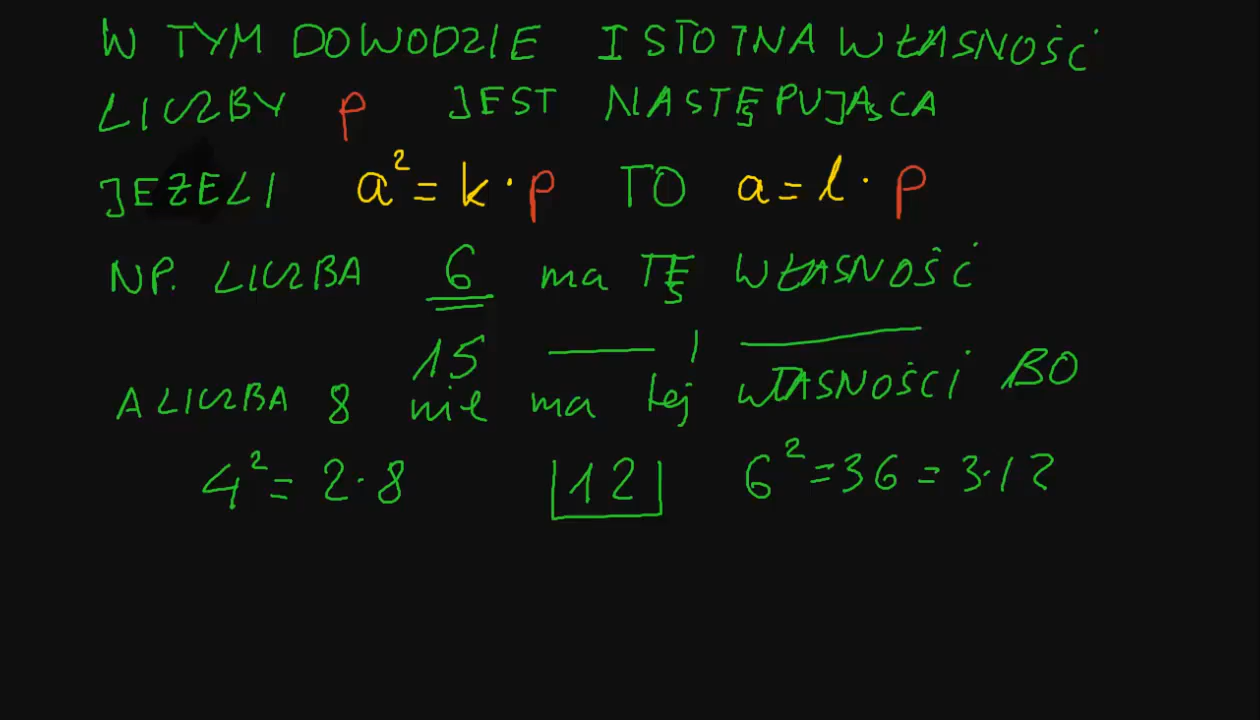 W TYM DOWODZIE ISTOTNA WŁASNOŚĆ
LICZBY p JEST NASTĘPUJĄCA
JEŻELI a² = k · p TO a = l · p
NP. LICZBA 6 ma TĘ WŁASNOŚĆ
15
A LICZBA 8 nie ma tej WŁASNOŚCI BO
4² = 2 · 8 12 6² = 36 = 3 · 12